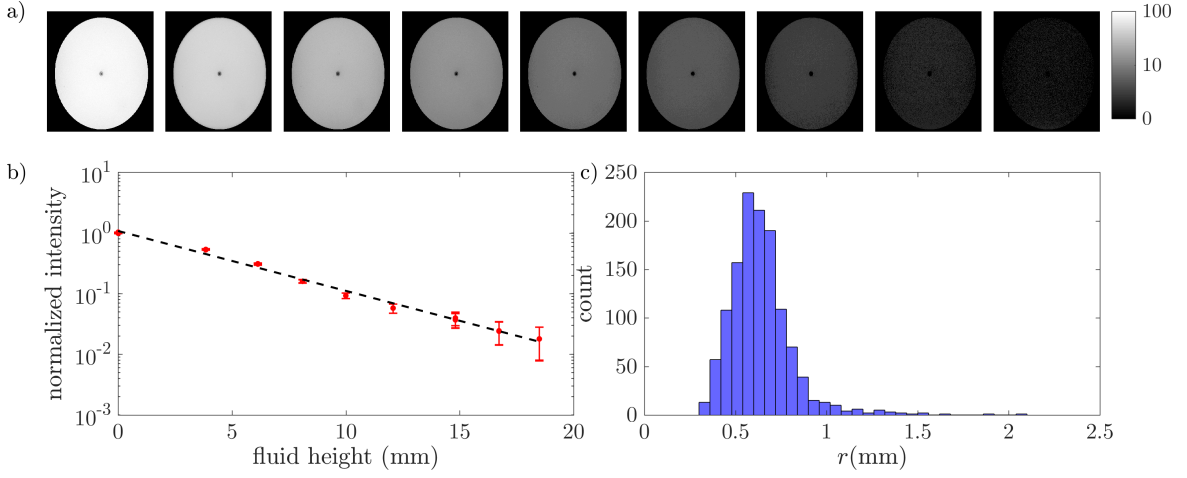 a)
100
10
0
b)
normalized intensity
10^1
10^0
10^-1
10^-2
10^-3
0 5 10 15 20
fluid height (mm)
c)
count
250
200
150
100
50
0
0 0.5 1 1.5 2 2.5
r(mm)